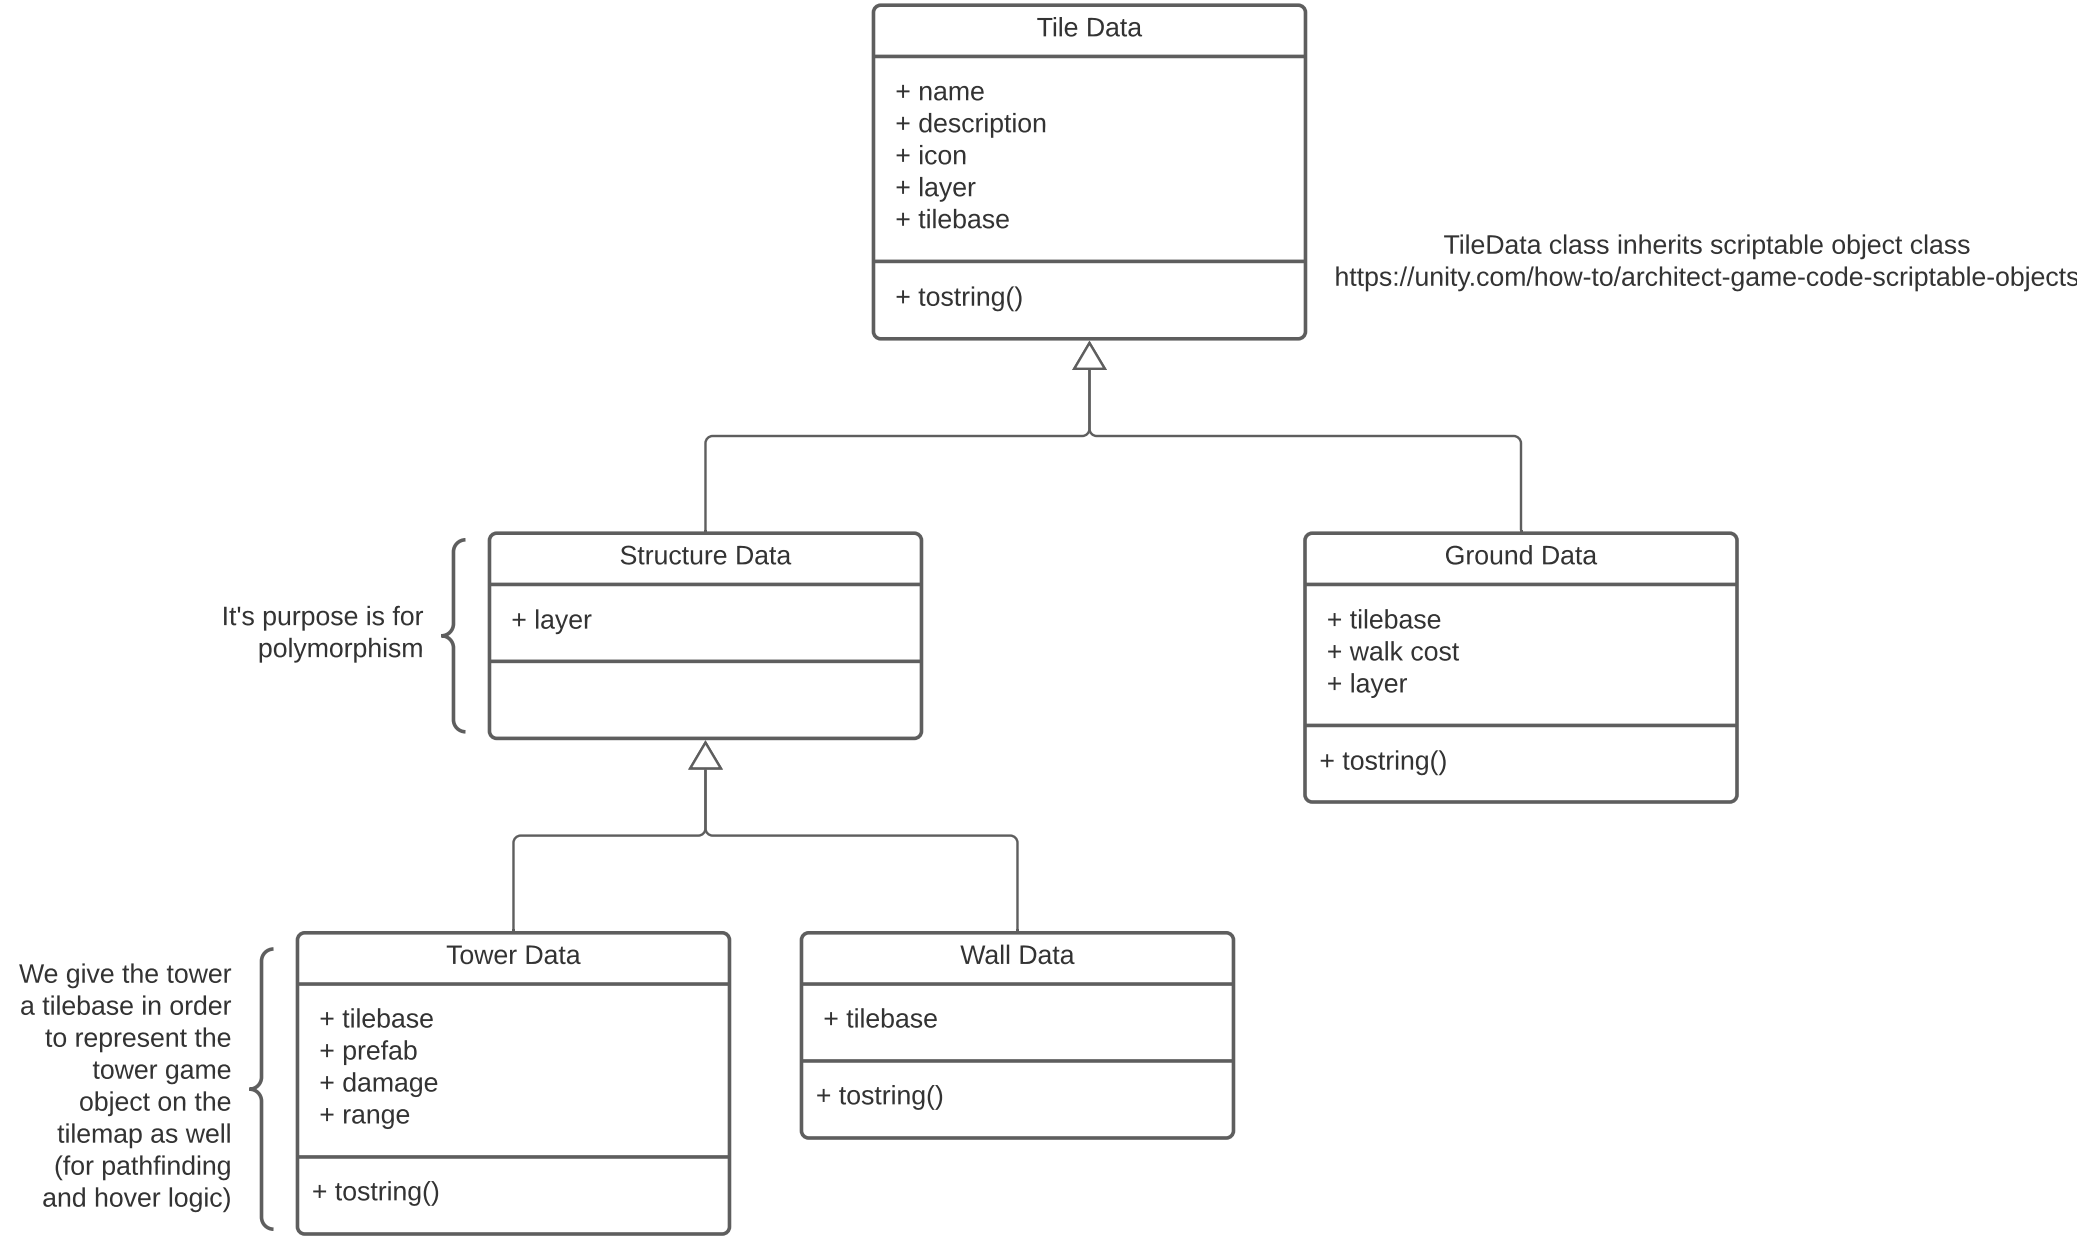 Tile Data
+ name
+ description
+ icon
+ layer
+ tilebase
+ tostring()
TileData class inherits scriptable object class
https://unity.com/how-to/architect-game-code-scriptable-objects
Structure Data
+ layer
It's purpose is for
polymorphism
Ground Data
+ tilebase
+ walk cost
+ layer
+ tostring()
We give the tower
a tilebase in order
to represent the
tower game
object on the
tilemap as well
(for pathfinding
and hover logic)
Tower Data
+ tilebase
+ prefab
+ damage
+ range
+ tostring()
Wall Data
+ tilebase
+ tostring()